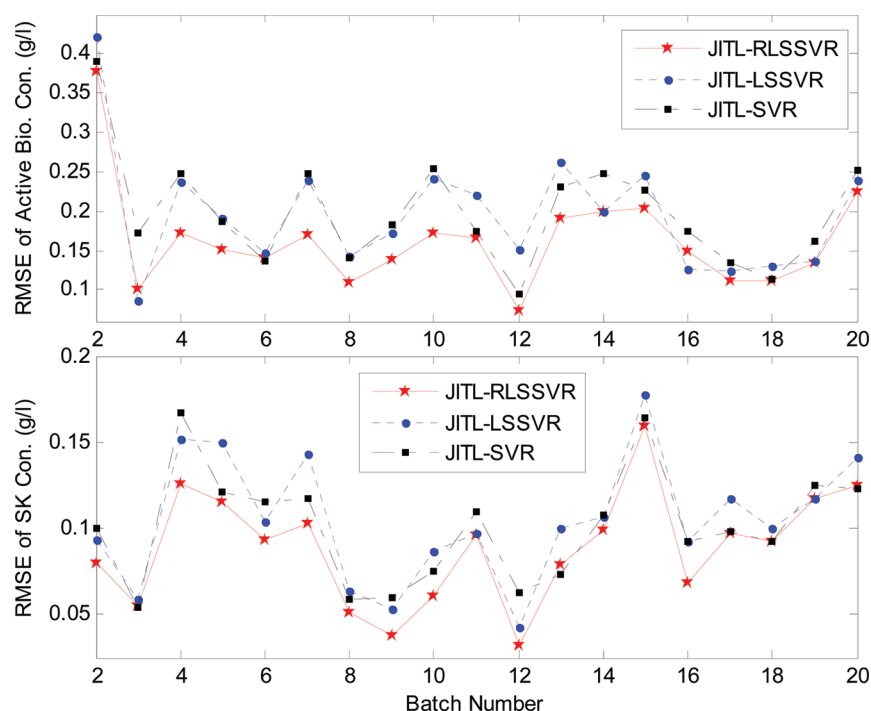 RMSE of Active Bio. Con. (g/l)
0.4
0.35
0.3
0.25
0.2
0.15
0.1
JITL-RLSSVR
JITL-LSSVR
JITL-SVR
2 4 6 8 10 12 14 16 18 20
RMSE of SK Con. (g/l)
0.2
0.15
0.1
0.05
JITL-RLSSVR
JITL-LSSVR
JITL-SVR
2 4 6 8 10 12 14 16 18 20
Batch Number